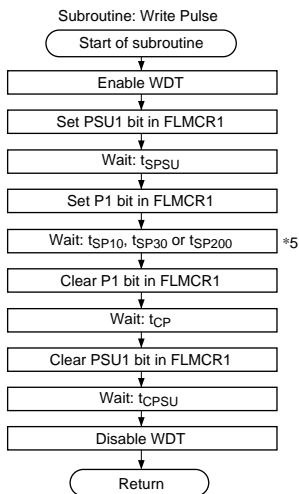 Subroutine: Write Pulse
Start of subroutine
Enable WDT
Set PSU1 bit in FLMCR1
Wait: tSPSU
Set P1 bit in FLMCR1
Wait: tSP10, tSP30 or tSP200 *5
Clear P1 bit in FLMCR1
Wait: tCP
Clear PSU1 bit in FLMCR1
Wait: tCPSU
Disable WDT
Return